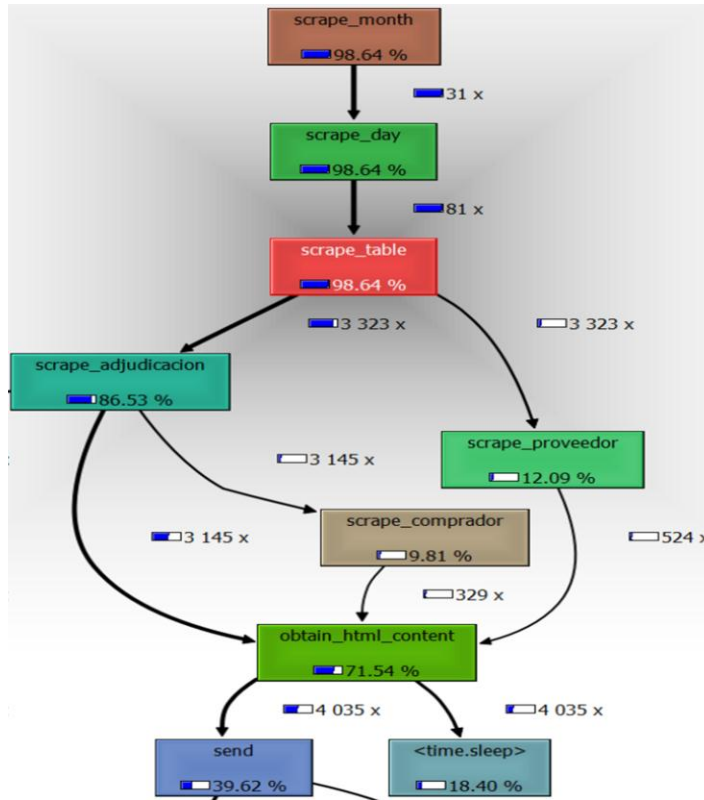 scrape_month
98.64 %
31 x
scrape_day
98.64 %
81 x
scrape_table
98.64 %
3 323 x
3 323 x
scrape_adjudicacion
86.53 %
scrape_proveedor
12.09 %
3 145 x
3 145 x
scrape_comprador
9.81 %
524 x
329 x
obtain_html_content
71.54 %
4 035 x
4 035 x
send
39.62 %
<time.sleep>
18.40 %